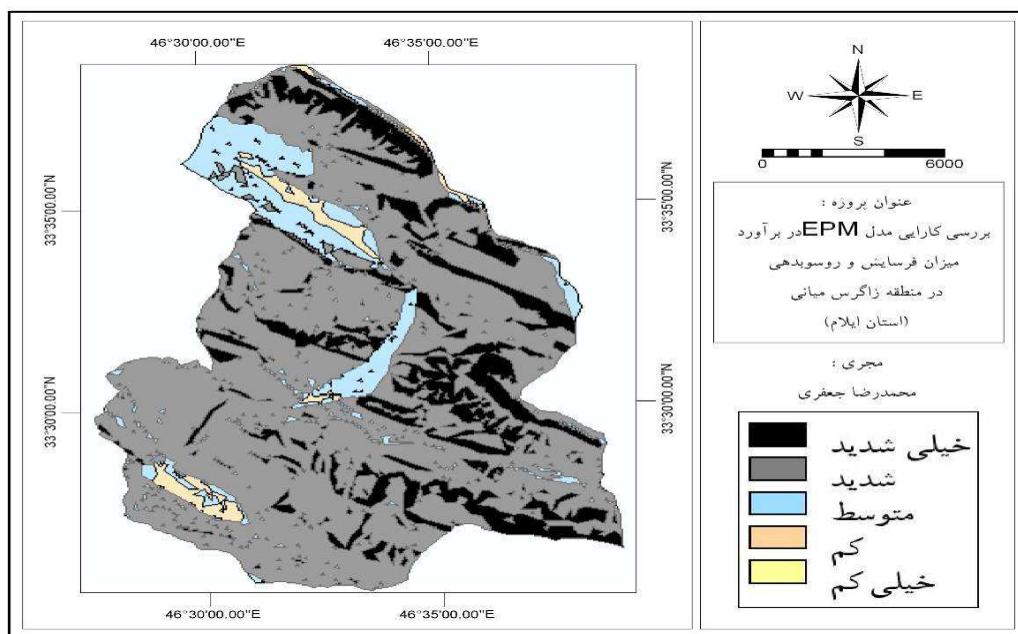 46°30'00.00"E
46°35'00.00"E
33°35'00.00"N
33°35'00.00"N
33°30'00.00"N
33°30'00.00"N
46°30'00.00"E
46°35'00.00"E
N
W
E
S
0 6000
عنوان پروژه :
بررسی کارایی مدل EPM در برآورد
میزان فرسایش و روسوبدهی
در منطقه زاگرس میانی
(استان ایلام)
مجری :
محمدرضا جعفری
خیلی شدید
شدید
متوسط
کم
خیلی کم